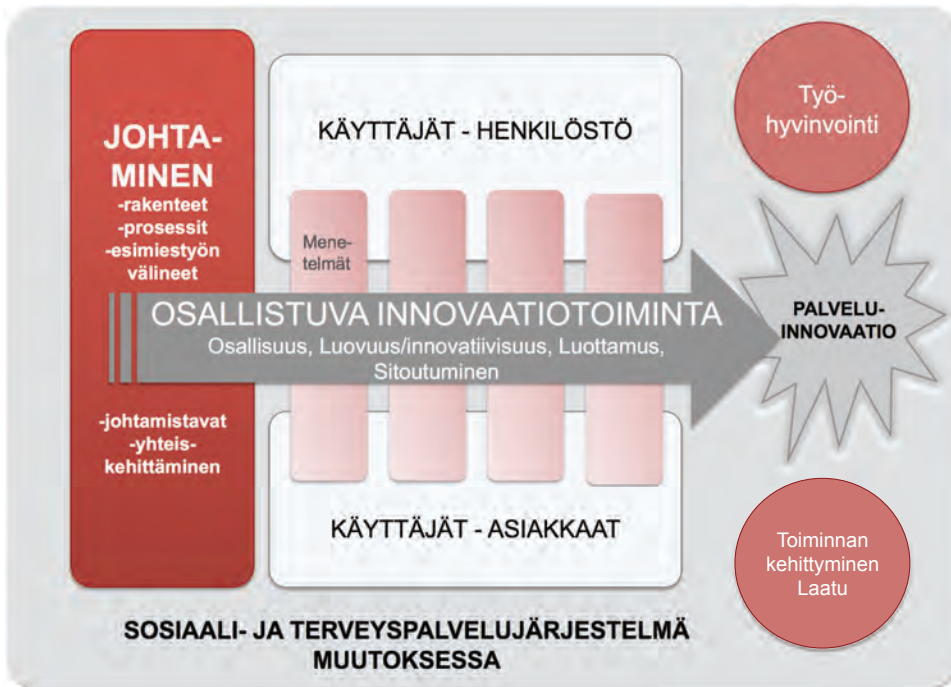 JOHTA-
MINEN
-rakenteet
-prosessit
-esimiestyön
välineet
-johtamistavat
-yhteis-
kehittäminen
KÄYTTÄJÄT - HENKILÖSTÖ
Mene-
telmät
OSALLISTUVA INNOVAATIOTOIMINTA
Osallisuus, Luovuus/innovatiivisuus, Luottamus,
Sitoutuminen
KÄYTTÄJÄT - ASIAKKAAT
Työ-
hyvinvointi
PALVELU-
INNOVAATIO
Toiminnan
kehittyminen
Laatu
SOSIAALI- JA TERVEYSPALVELUJÄRJESTELMÄ
MUUTOKSESSA